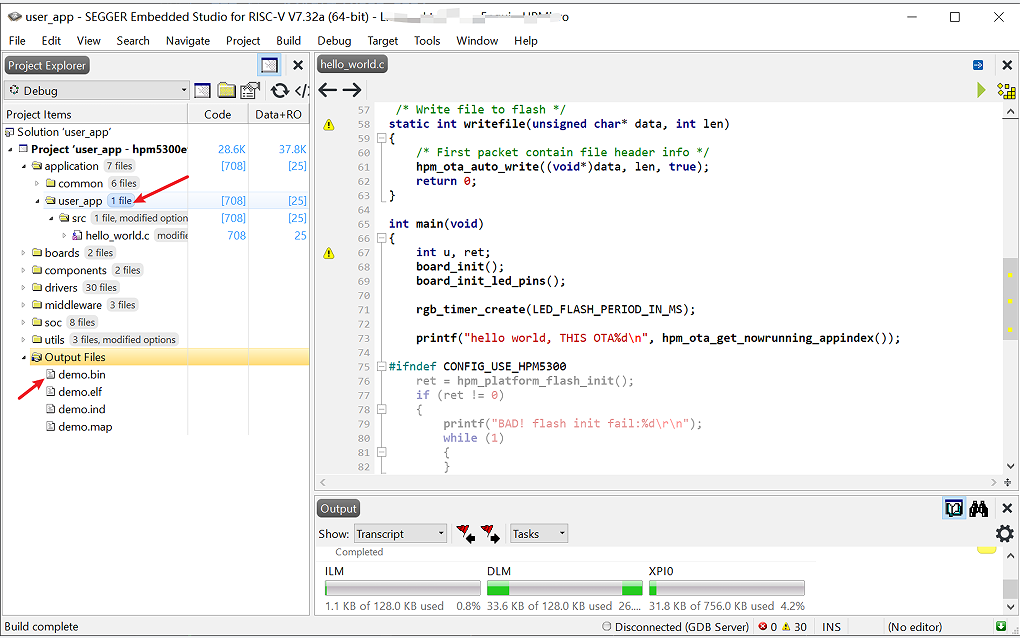 user_app - SEGGER Embedded Studio for RISC-V V7.32a (64-bit) -
File Edit View Search Navigate Project Build Debug Target Tools Window Help
Project Explorer
Debug
Project Items Code Data+RO
Solution 'user_app'
Project 'user_app - hpm5300e 28.6K 37.8K
application 7 files [708] [25]
common 6 files
user_app 1 file [708] [25]
src 1 file, modified option [708] [25]
hello_world.c modifie 708 25
boards 2 files
components 2 files
drivers 30 files
middleware 3 files
soc 8 files
utils 3 files, modified options
Output Files
demo.bin
demo.elf
demo.ind
demo.map
hello_world.c
57 /* Write file to flash */
58 static int writefile(unsigned char* data, int len)
59 {
60 /* First packet contain file header info */
61 hpm_ota_auto_write((void*)data, len, true);
62 return 0;
63 }
64
65 int main(void)
66 {
67 int u, ret;
68 board_init();
69 board_init_led_pins();
70
71 rgb_timer_create(LED_FLASH_PERIOD_IN_MS);
72
73 printf("hello world, THIS OTA%d\n", hpm_ota_get_nowrunning_appindex());
74
75 #ifndef CONFIG_USE_HPM5300
76 ret = hpm_platform_flash_init();
77 if (ret != 0)
78 {
79 printf("BAD! flash init fail:%d\r\n");
80 while (1)
81 {
82 }
Output
Show: Transcript Tasks
Completed
ILM DLM XPI0
1.1 KB of 128.0 KB used 0.8% 33.6 KB of 128.0 KB used 26.... 31.8 KB of 756.0 KB used 4.2%
Build complete Disconnected (GDB Server) 0 30 INS (No editor)